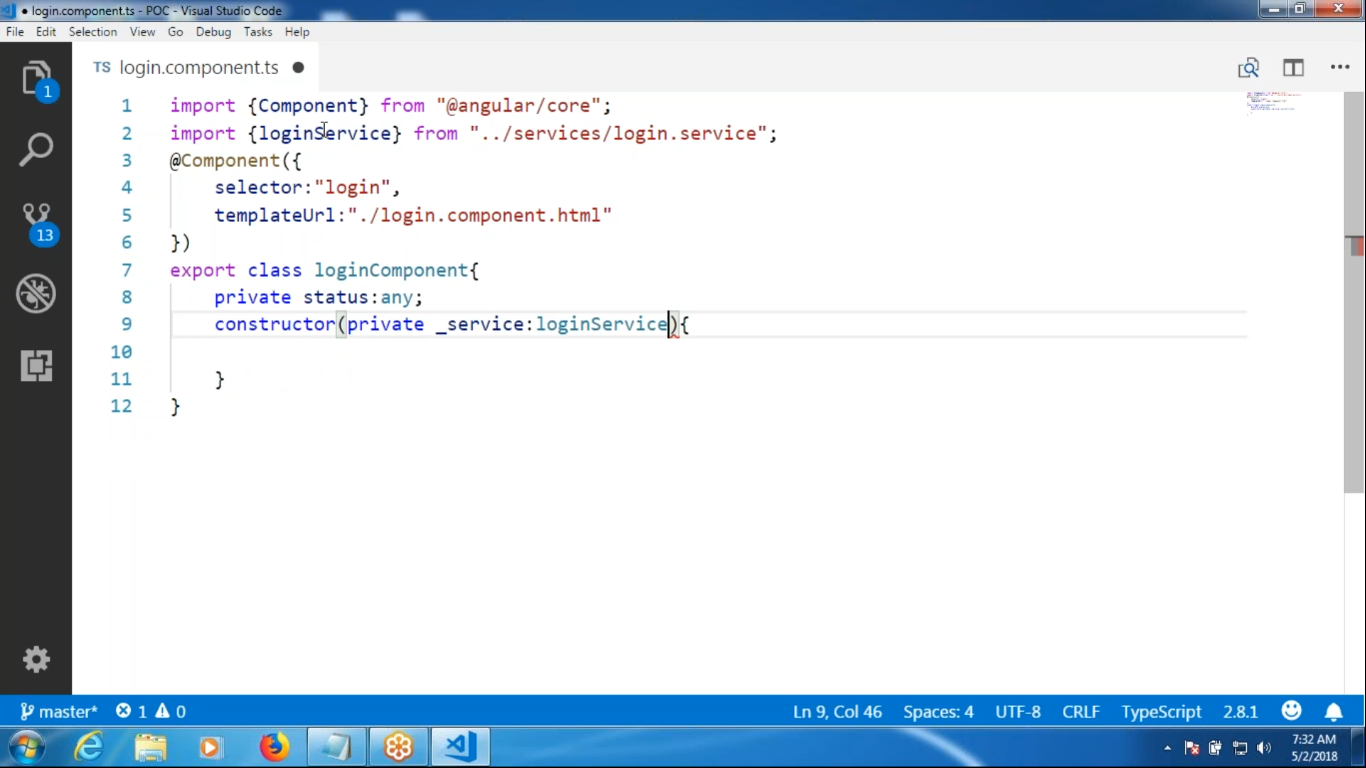 ● login.component.ts - POC - Visual Studio Code
File Edit Selection View Go Debug Tasks Help
TS login.component.ts ●
1 import {Component} from "@angular/core";
2 import {loginService} from "../services/login.service";
3 @Component({
4 selector:"login",
5 templateUrl:"./login.component.html"
6 })
7 export class loginComponent{
8 private status:any;
9 constructor(private _service:loginService){
10
11 }
12 }
1
13
master* 1 0 Ln 9, Col 46 Spaces: 4 UTF-8 CRLF TypeScript 2.8.1
7:32 AM
5/2/2018